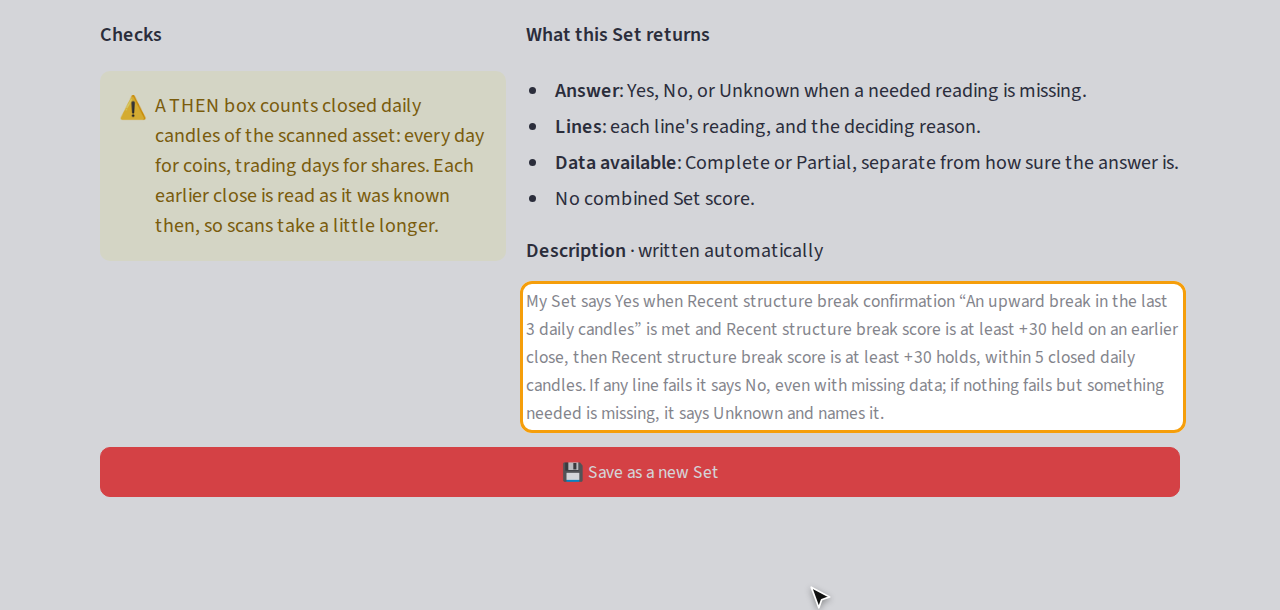 Checks
⚠️ A THEN box counts closed daily
candles of the scanned asset: every day
for coins, trading days for shares. Each
earlier close is read as it was known
then, so scans take a little longer.
What this Set returns
• Answer: Yes, No, or Unknown when a needed reading is missing.
• Lines: each line's reading, and the deciding reason.
• Data available: Complete or Partial, separate from how sure the answer is.
• No combined Set score.
Description · written automatically
My Set says Yes when Recent structure break confirmation “An upward break in the last
3 daily candles” is met and Recent structure break score is at least +30 held on an earlier
close, then Recent structure break score is at least +30 holds, within 5 closed daily
candles. If any line fails it says No, even with missing data; if nothing fails but something
needed is missing, it says Unknown and names it.
💾 Save as a new Set